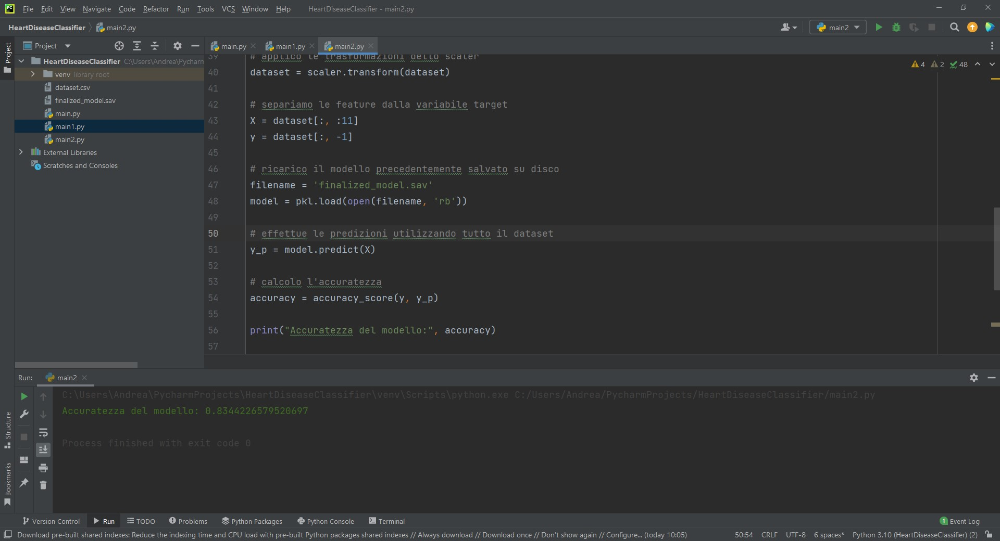 File Edit View Navigate Code Refactor Run Tools VCS Window Help HeartDiseaseClassifier - main2.py
HeartDiseaseClassifier main2.py main2
Project main.py main1.py main2.py
Project
HeartDiseaseClassifier C:\Users\Andrea\Pycharm
venv library root
dataset.csv
finalized_model.sav
main.py
main1.py
main2.py
External Libraries
Scratches and Consoles
4 2 48
39 # applico le trasformazioni dello scaler
40 dataset = scaler.transform(dataset)
41
42 # separiamo le feature dalla variabile target
43 X = dataset[:, :11]
44 y = dataset[:, -1]
45
46 # ricarico il modello precedentemente salvato su disco
47 filename = 'finalized_model.sav'
48 model = pkl.load(open(filename, 'rb'))
49
50 # effettue le predizioni utilizzando tutto il dataset
51 y_p = model.predict(X)
52
53 # calcolo l'accuratezza
54 accuracy = accuracy_score(y, y_p)
55
56 print("Accuratezza del modello:", accuracy)
57
Run: main2
C:\Users\Andrea\PycharmProjects\HeartDiseaseClassifier\venv\Scripts\python.exe C:/Users/Andrea/PycharmProjects/HeartDiseaseClassifier/main2.py
Accuratezza del modello: 0.8344226579520697
Process finished with exit code 0
Structure
Bookmarks
Version Control Run TODO Problems Python Packages Python Console Terminal 1 Event Log
Download pre-built shared indexes: Reduce the indexing time and CPU load with pre-built Python packages shared indexes // Always download // Download once // Don't show again // Configure... (today 10:05) 50:54 CRLF UTF-8 6 spaces* Python 3.10 (HeartDiseaseClassifier) (2)